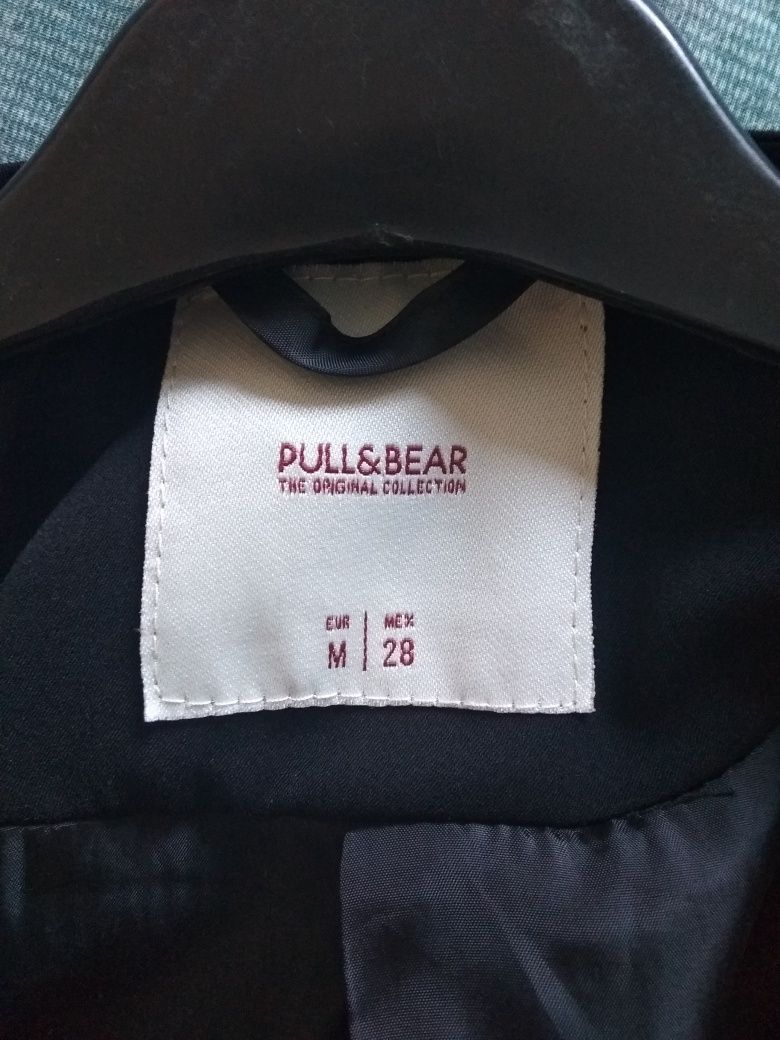 PULL&BEAR
THE ORIGINAL COLLECTION
EUR | MEX
M | 28